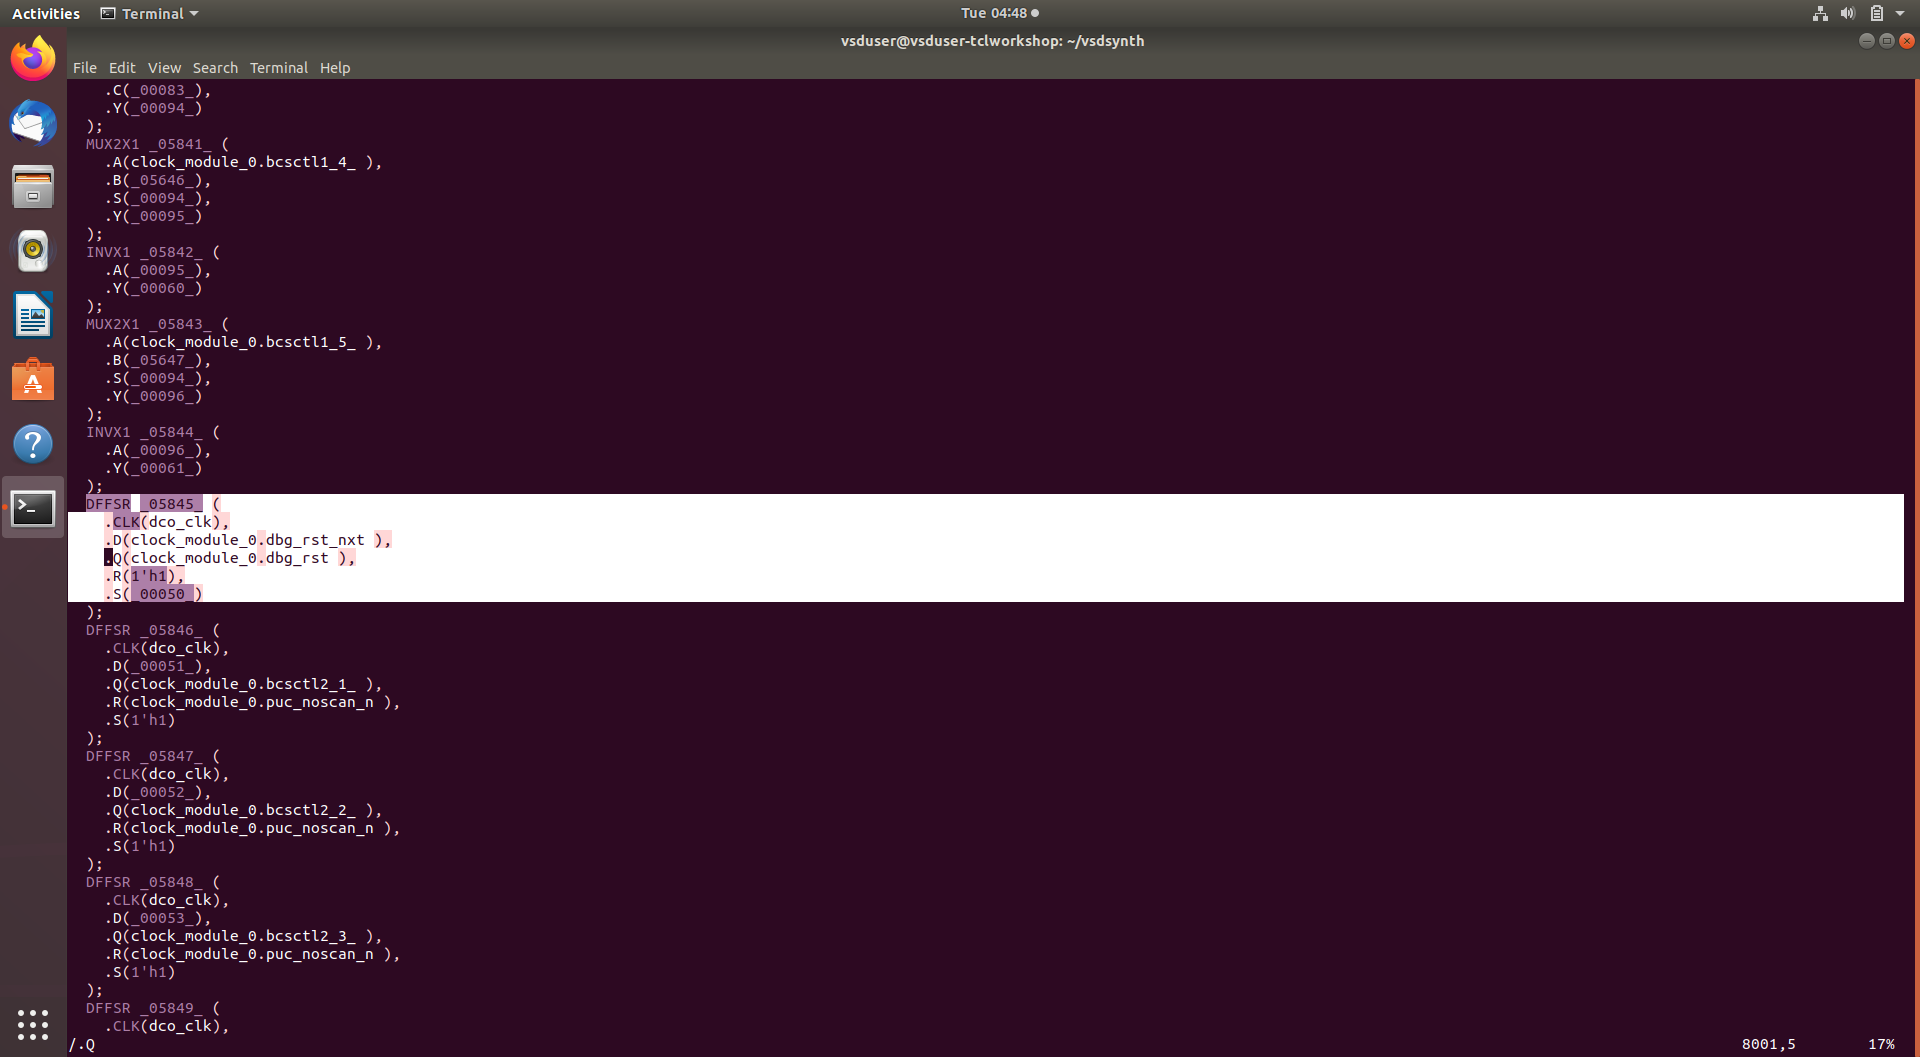 Activities Terminal Tue 04:48
vsduser@vsduser-tclworkshop: ~/vsdsynth
File Edit View Search Terminal Help
.C(_00083_),
.Y(_00094_)
);
MUX2X1 _05841_ (
.A(clock_module_0.bcsctl1_4_ ),
.B(_05646_),
.S(_00094_),
.Y(_00095_)
);
INVX1 _05842_ (
.A(_00095_),
.Y(_00060_)
);
MUX2X1 _05843_ (
.A(clock_module_0.bcsctl1_5_ ),
.B(_05647_),
.S(_00094_),
.Y(_00096_)
);
INVX1 _05844_ (
.A(_00096_),
.Y(_00061_)
);
DFFSR _05845_ (
.CLK(dco_clk),
.D(clock_module_0.dbg_rst_nxt ),
.Q(clock_module_0.dbg_rst ),
.R(1'h1),
.S(_00050_)
);
DFFSR _05846_ (
.CLK(dco_clk),
.D(_00051_),
.Q(clock_module_0.bcsctl2_1_ ),
.R(clock_module_0.puc_noscan_n ),
.S(1'h1)
);
DFFSR _05847_ (
.CLK(dco_clk),
.D(_00052_),
.Q(clock_module_0.bcsctl2_2_ ),
.R(clock_module_0.puc_noscan_n ),
.S(1'h1)
);
DFFSR _05848_ (
.CLK(dco_clk),
.D(_00053_),
.Q(clock_module_0.bcsctl2_3_ ),
.R(clock_module_0.puc_noscan_n ),
.S(1'h1)
);
DFFSR _05849_ (
.CLK(dco_clk),
/.Q 8001,5 17%